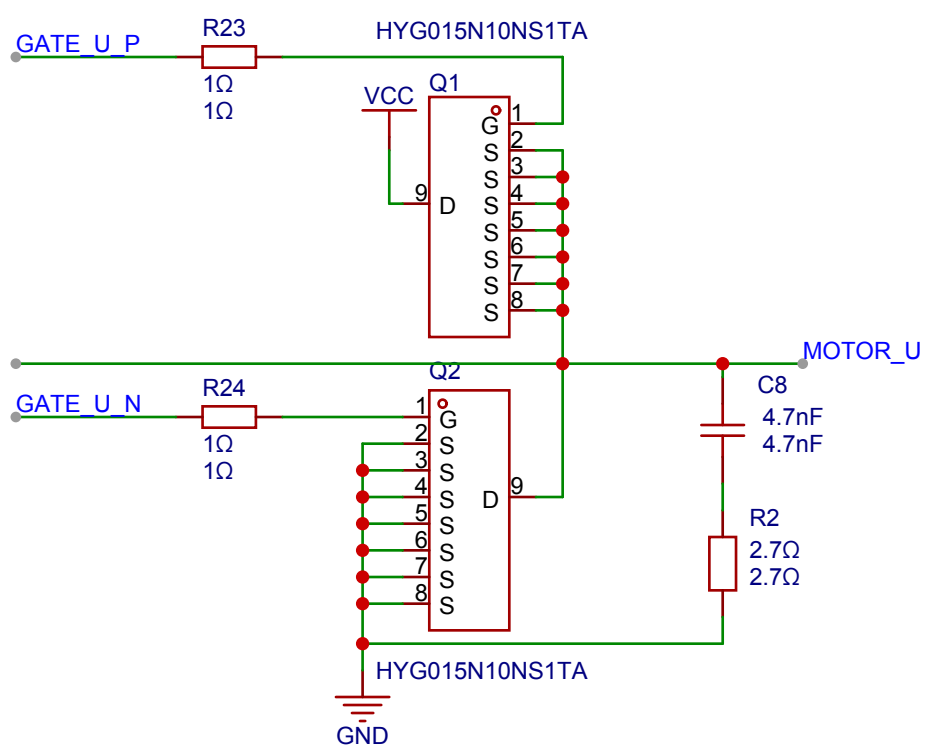 R23
HYG015N10NS1TA
GATE_U_P
1Ω
1Ω
VCC
Q1
G 1
S 2
S 3
S 4
9 D
S 5
S 6
S 7
S 8
MOTOR_U
Q2
R24
GATE_U_N
1Ω
1Ω
1 G
2 S
3 S
4 S
5 S
D 9
6 S
7 S
8 S
C8
4.7nF
4.7nF
R2
2.7Ω
2.7Ω
HYG015N10NS1TA
GND